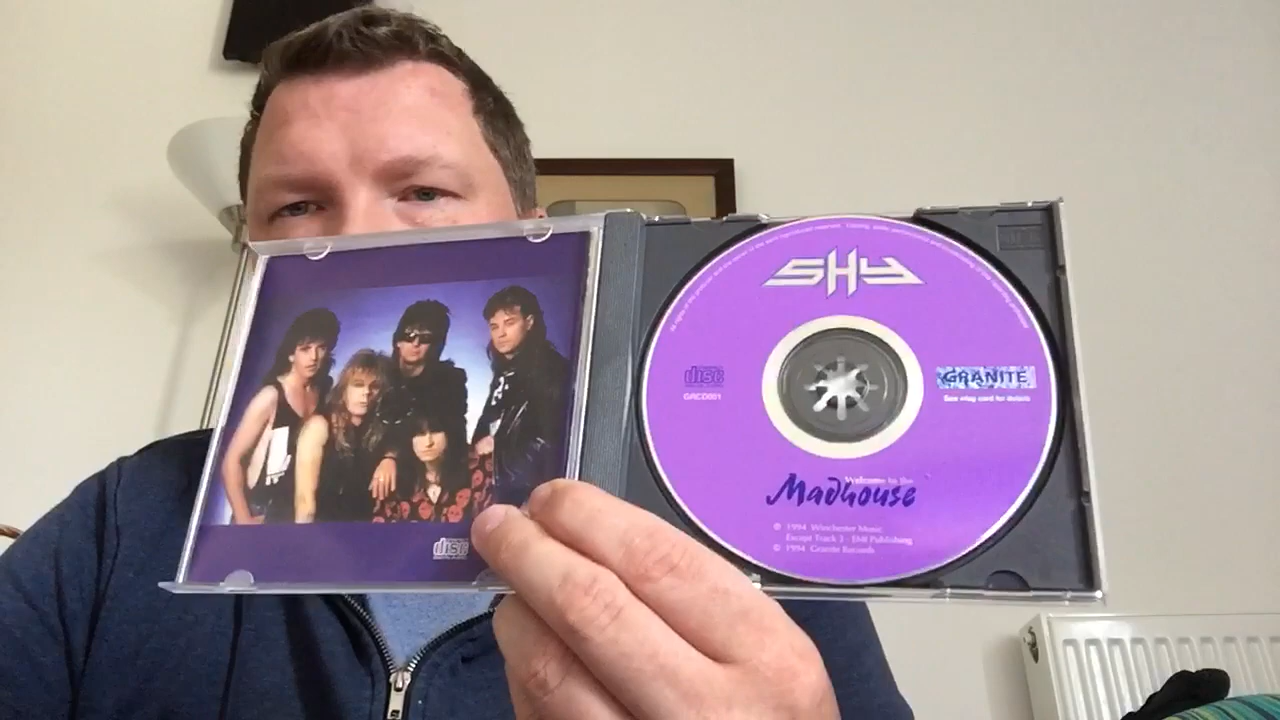 SHY
disc
GRCD001
GRANITE
See inlay card for details
Welcome to the
Madhouse
℗ 1994 Winchester Music
Except Track 3 - EMI Publishing
© 1994 Granite Records
disc